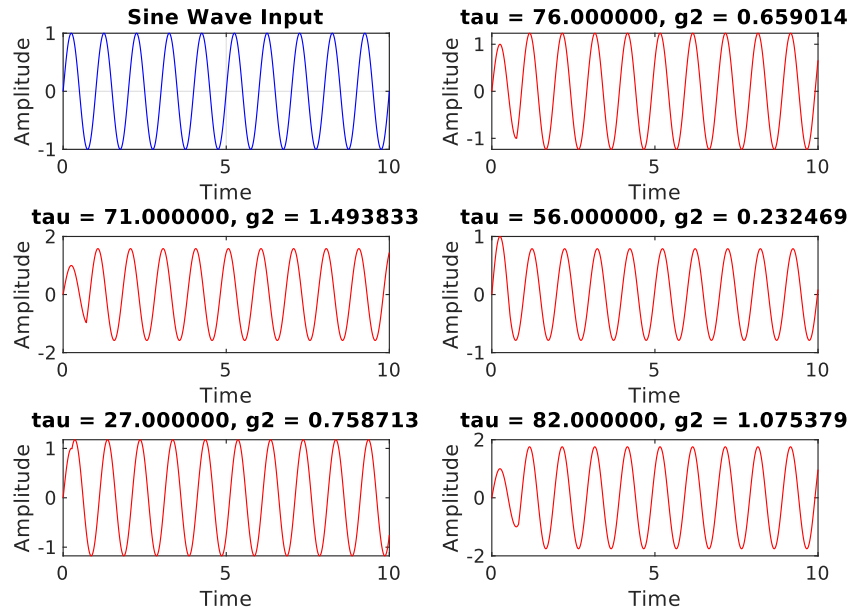 Sine Wave Input
Amplitude
1
0
-1
0
5
10
Time
tau = 76.000000, g2 = 0.659014
Amplitude
1
0
-1
0
5
10
Time
tau = 71.000000, g2 = 1.493833
Amplitude
2
0
-2
0
5
10
Time
tau = 56.000000, g2 = 0.232469
Amplitude
1
0
-1
0
5
10
Time
tau = 27.000000, g2 = 0.758713
Amplitude
1
0
-1
0
5
10
Time
tau = 82.000000, g2 = 1.075379
Amplitude
2
0
-2
0
5
10
Time